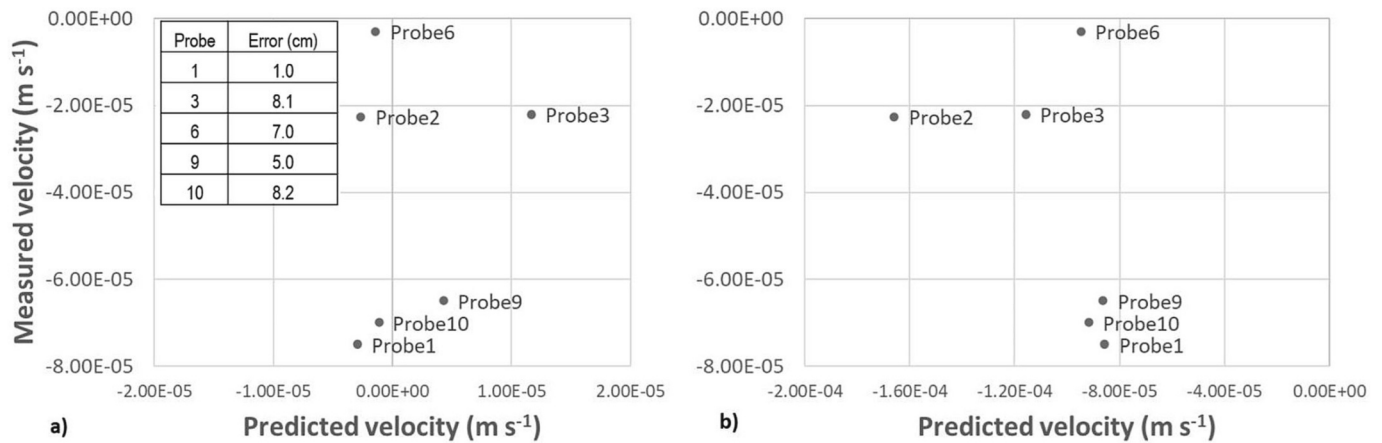 Measured velocity (m s⁻¹)
0.00E+00
-2.00E-05
-4.00E-05
-6.00E-05
-8.00E-05
Probe Error (cm)
1 1.0
3 8.1
6 7.0
9 5.0
10 8.2
Probe6
Probe2
Probe3
Probe9
Probe10
Probe1
-2.00E-05 -1.00E-05 0.00E+00 1.00E-05 2.00E-05
a) Predicted velocity (m s⁻¹)
0.00E+00
-2.00E-05
-4.00E-05
-6.00E-05
-8.00E-05
Probe6
Probe2
Probe3
Probe9
Probe10
Probe1
-2.00E-04 -1.60E-04 -1.20E-04 -8.00E-05 -4.00E-05 0.00E+00
b) Predicted velocity (m s⁻¹)